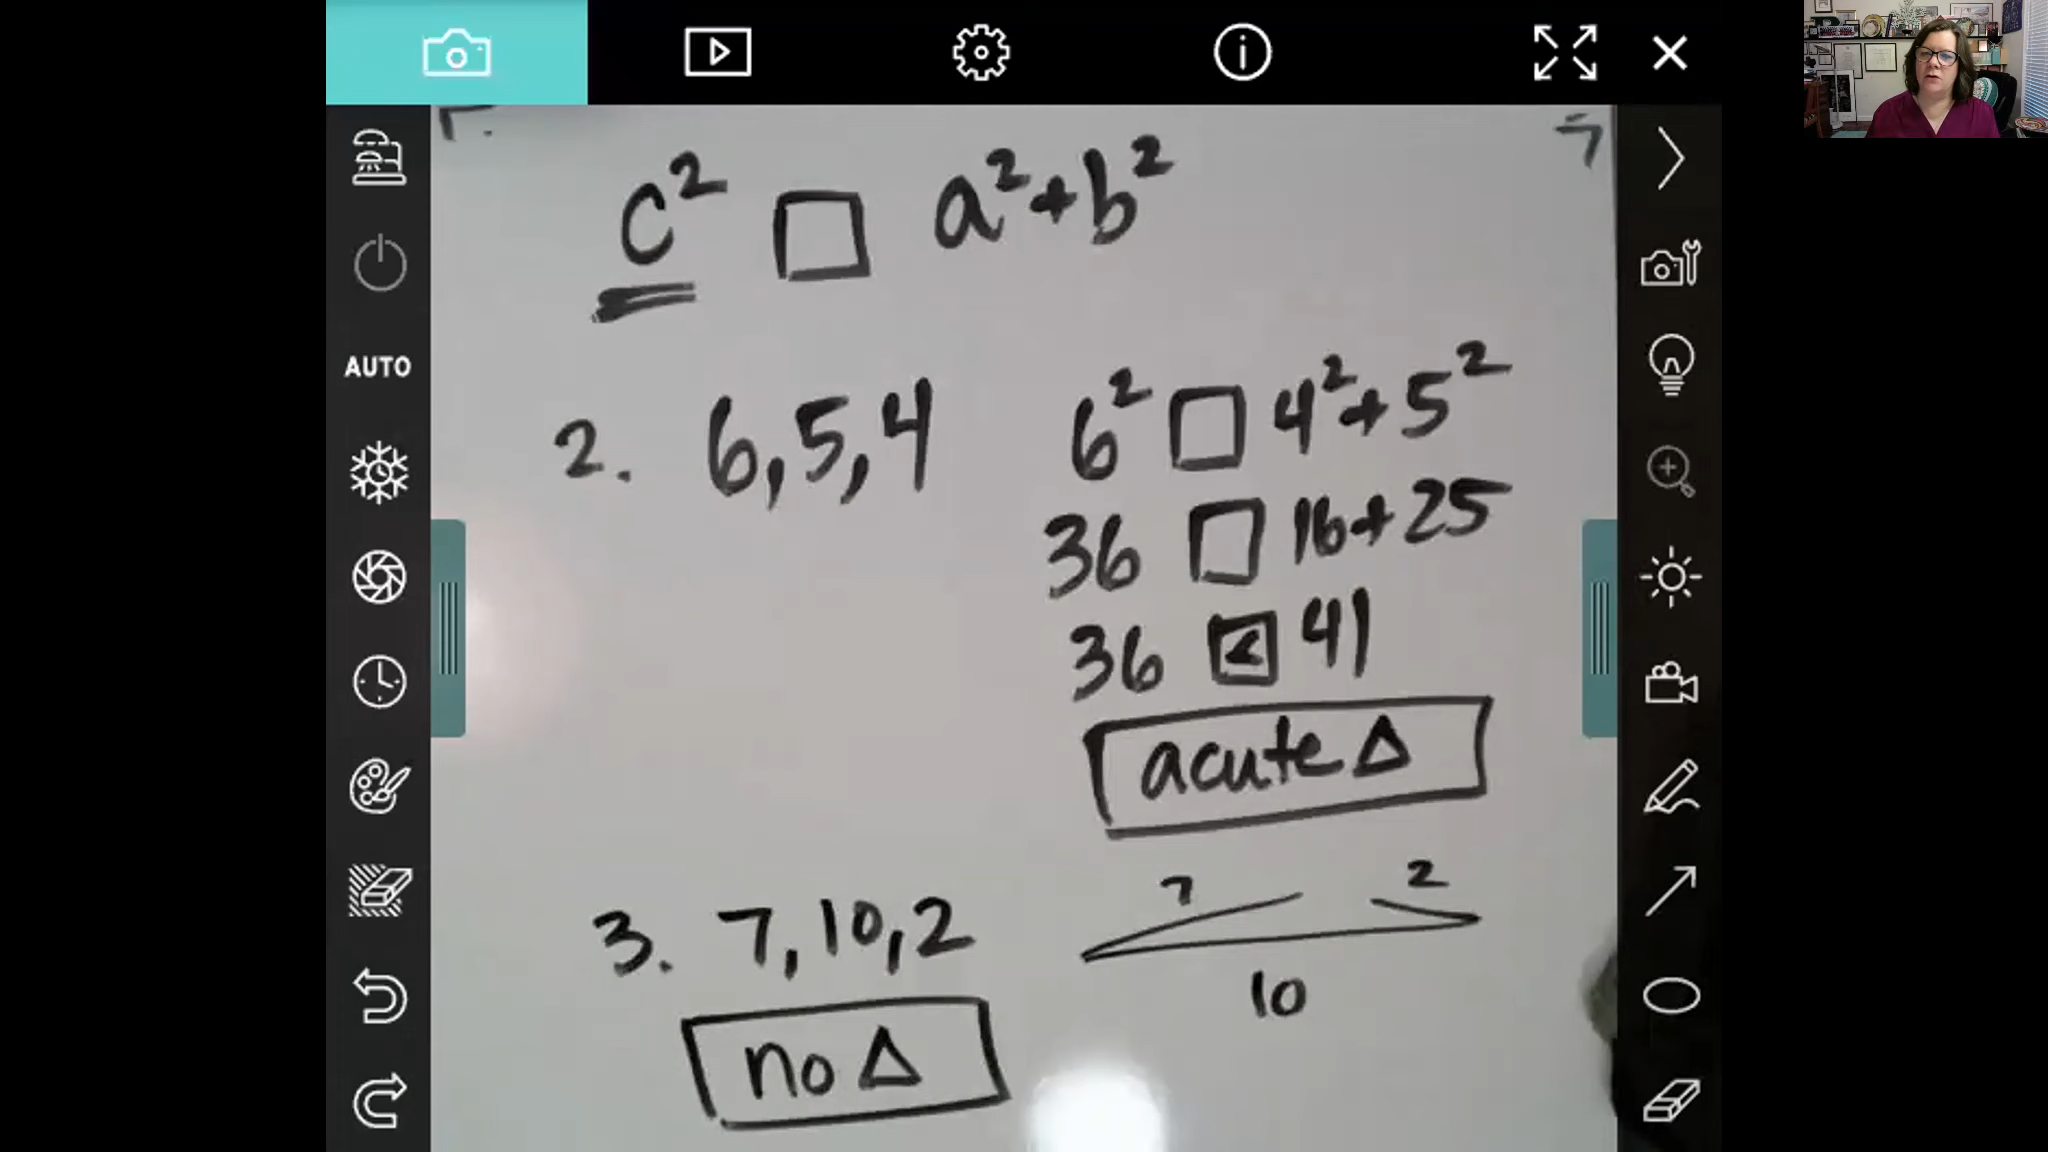 c² □ a²+b²
2. 6,5,4
6² □ 4²+5²
36 □ 16+25
36 < 41
acute △
3. 7,10,2
7
2
10
no △
AUTO